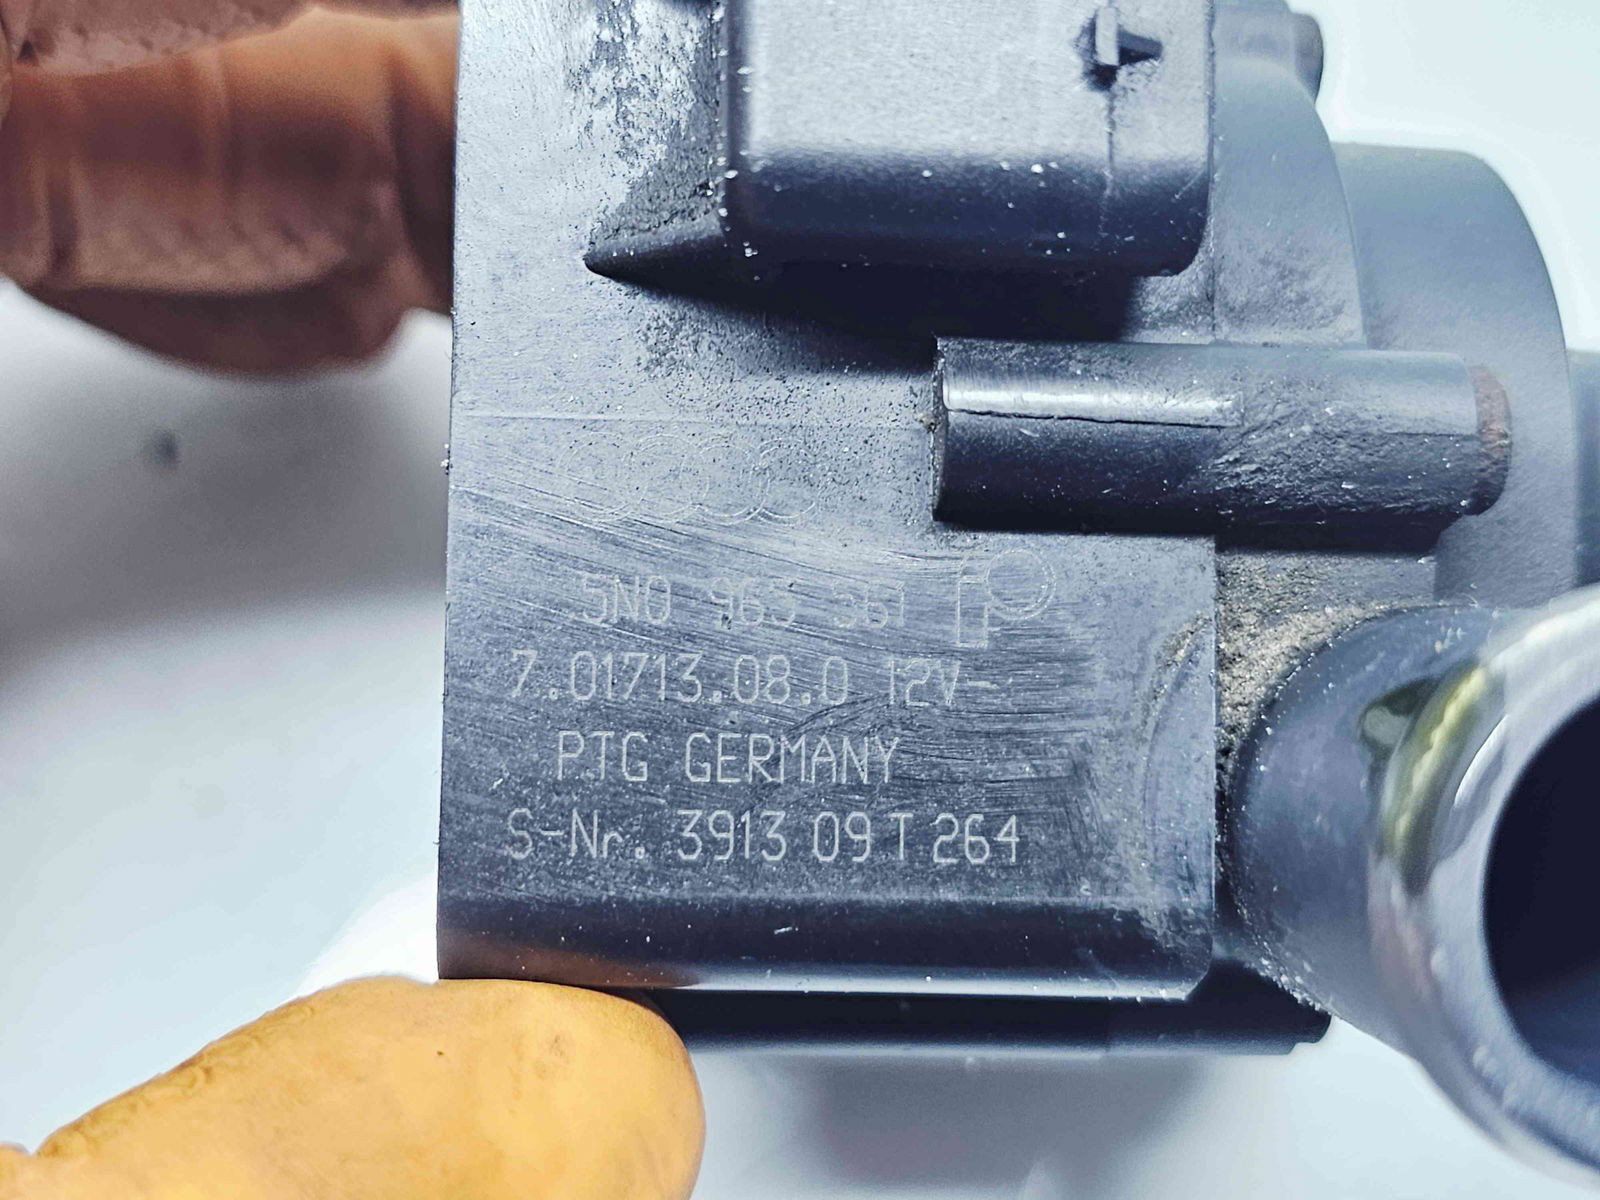 5N0 965 561
7.01713.08.0 12V-
PTG GERMANY
S-Nr. 3913 09 T 264